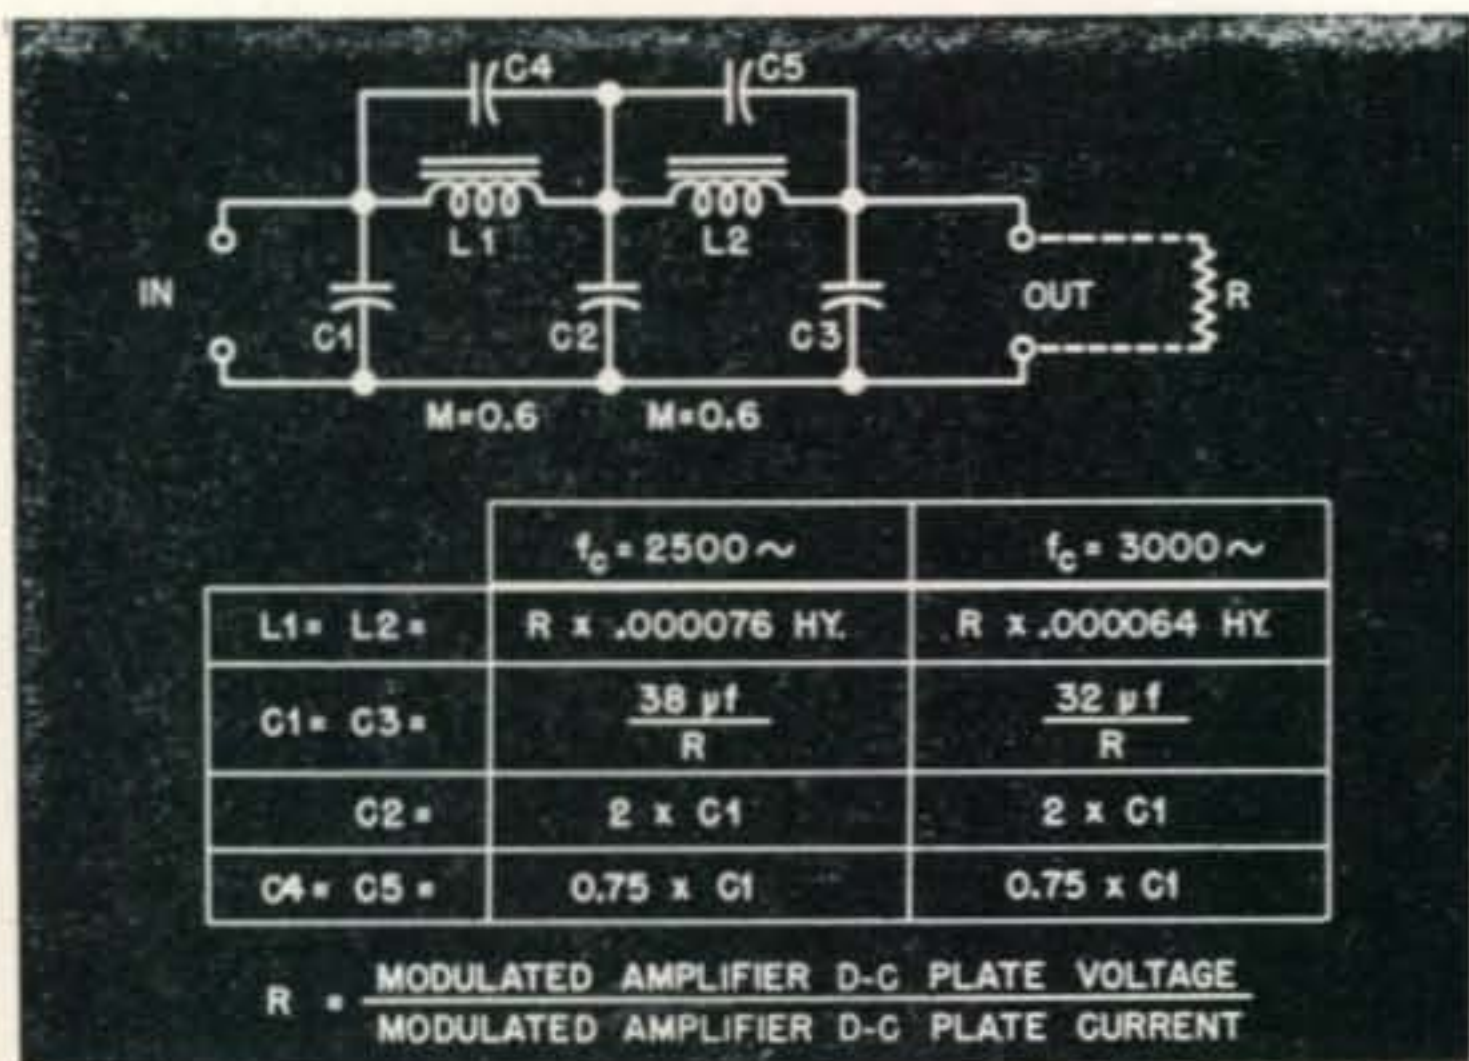 C4 C5
L1 L2
IN C1 C2 C3 OUT R
M=0.6 M=0.6
fc = 2500~ fc = 3000~
L1= L2= R x .000076 HY. R x .000064 HY.
C1= C3= 38 µf / R 32 µf / R
C2= 2 x C1 2 x C1
C4= C5= 0.75 x C1 0.75 x C1
R = MODULATED AMPLIFIER D-C PLATE VOLTAGE
MODULATED AMPLIFIER D-C PLATE CURRENT